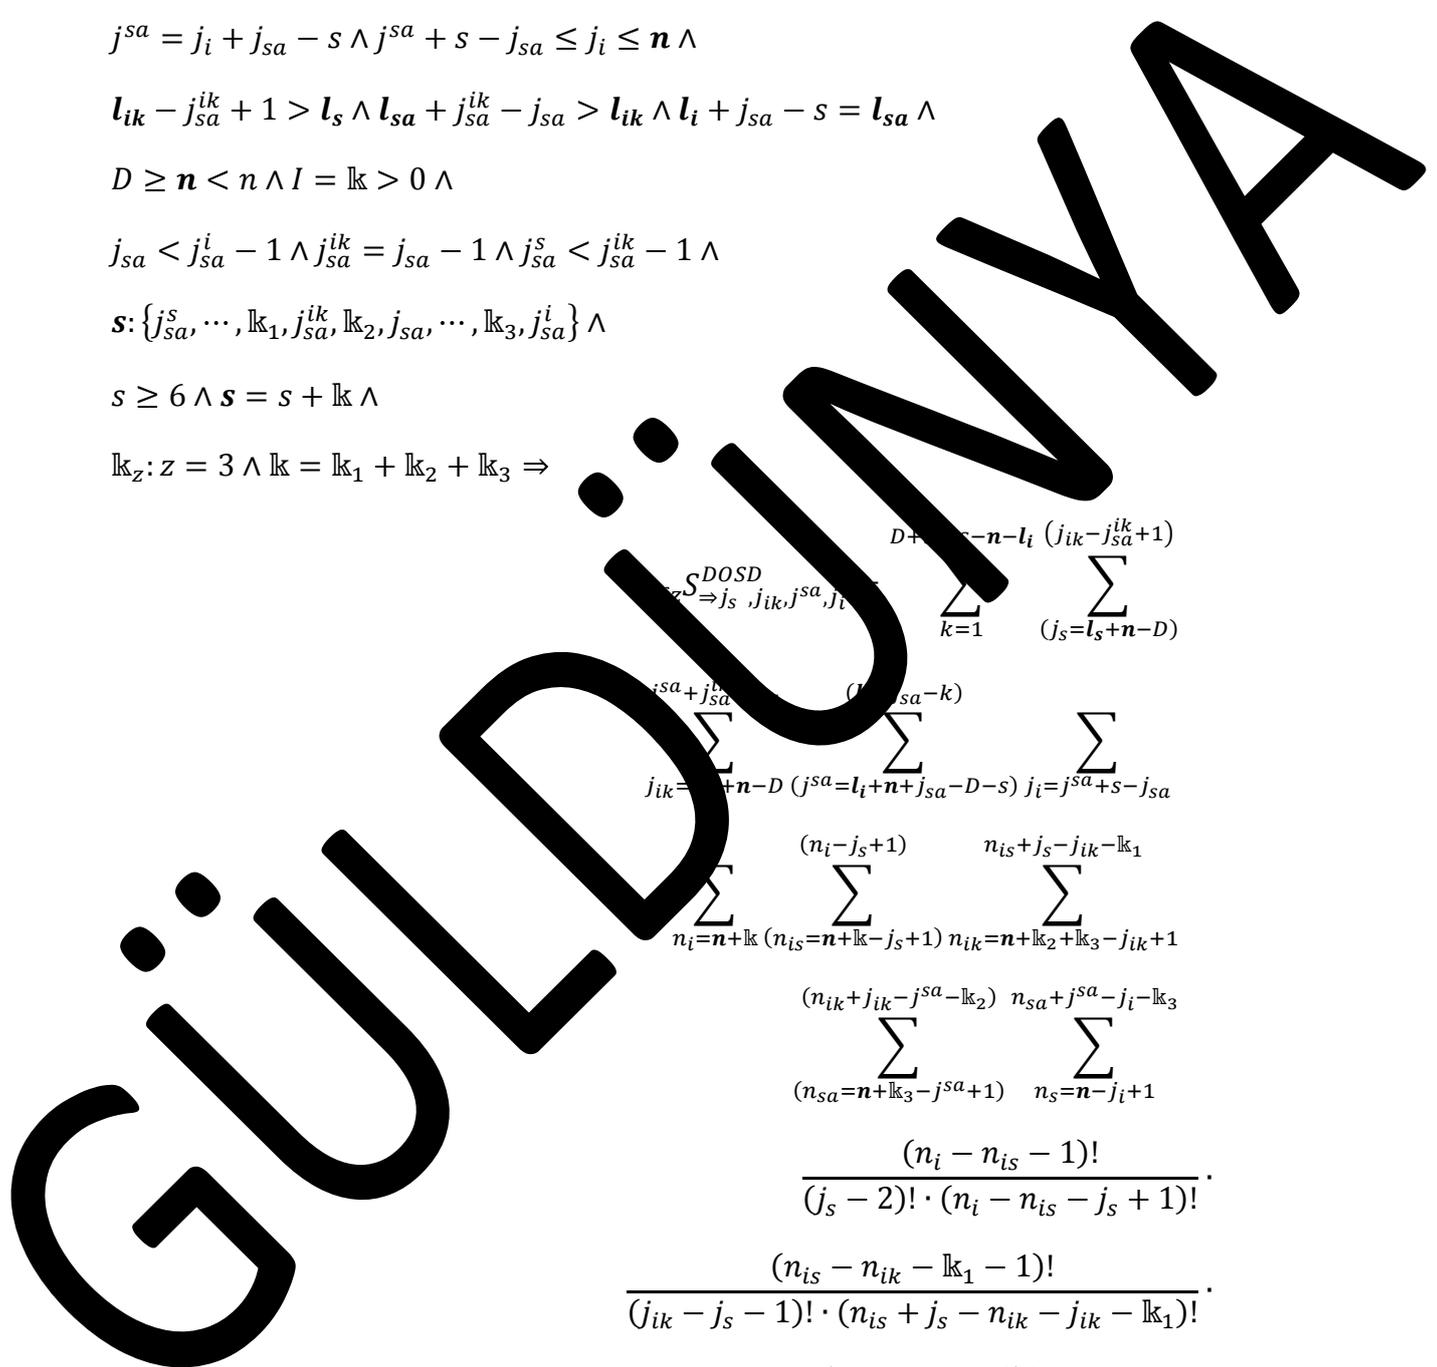 j^{sa} = j_i + j_{sa} − s ∧ j^{sa} + s − j_{sa} ≤ j_i ≤ 𝒏 ∧
𝒍_{𝒊𝒌} − j_{sa}^{ik} + 1 > 𝒍_𝒔 ∧ 𝒍_{𝒔𝒂} + j_{sa}^{ik} − j_{sa} > 𝒍_{𝒊𝒌} ∧ 𝒍_𝒊 + j_{sa} − s = 𝒍_{𝒔𝒂} ∧
D ≥ 𝒏 < n ∧ I = 𝕜 > 0 ∧
j_{sa} < j_{sa}^{i} − 1 ∧ j_{sa}^{ik} = j_{sa} − 1 ∧ j_{sa}^{s} < j_{sa}^{ik} − 1 ∧
𝒔: {j_{sa}^{s}, ⋯ , 𝕜_1, j_{sa}^{ik}, 𝕜_2, j_{sa}, ⋯ , 𝕜_3, j_{sa}^{i}} ∧
s ≥ 6 ∧ 𝒔 = s + 𝕜 ∧
𝕜_z: z = 3 ∧ 𝕜 = 𝕜_1 + 𝕜_2 + 𝕜_3 ⇒
−𝒏−𝒍_𝒊 (j_{ik}−j_{sa}^{ik}+1)
S_{⇒j_s ,j_{ik},j^{sa},j_i}^{DOSD} ∑ ∑
k=1 (j_s=𝒍_𝒔+𝒏−D)
∑ ∑ ∑
+𝒏−D (j^{sa}=𝒍_𝒊+𝒏+j_{sa}−D−s) j_i=j^{sa}+s−j_{sa}
(n_i−j_s+1) n_{is}+j_s−j_{ik}−𝕜_1
∑ ∑ ∑
n_i=𝒏+𝕜 (n_{is}=𝒏+𝕜−j_s+1) n_{ik}=𝒏+𝕜_2+𝕜_3−j_{ik}+1
(n_{ik}+j_{ik}−j^{sa}−𝕜_2) n_{sa}+j^{sa}−j_i−𝕜_3
∑ ∑
(n_{sa}=𝒏+𝕜_3−j^{sa}+1) n_s=𝒏−j_i+1
(n_i − n_{is} − 1)!
(j_s − 2)! · (n_i − n_{is} − j_s + 1)! ·
(n_{is} − n_{ik} − 𝕜_1 − 1)!
(j_{ik} − j_s − 1)! · (n_{is} + j_s − n_{ik} − j_{ik} − 𝕜_1)! ·
GÜLDÜNYA